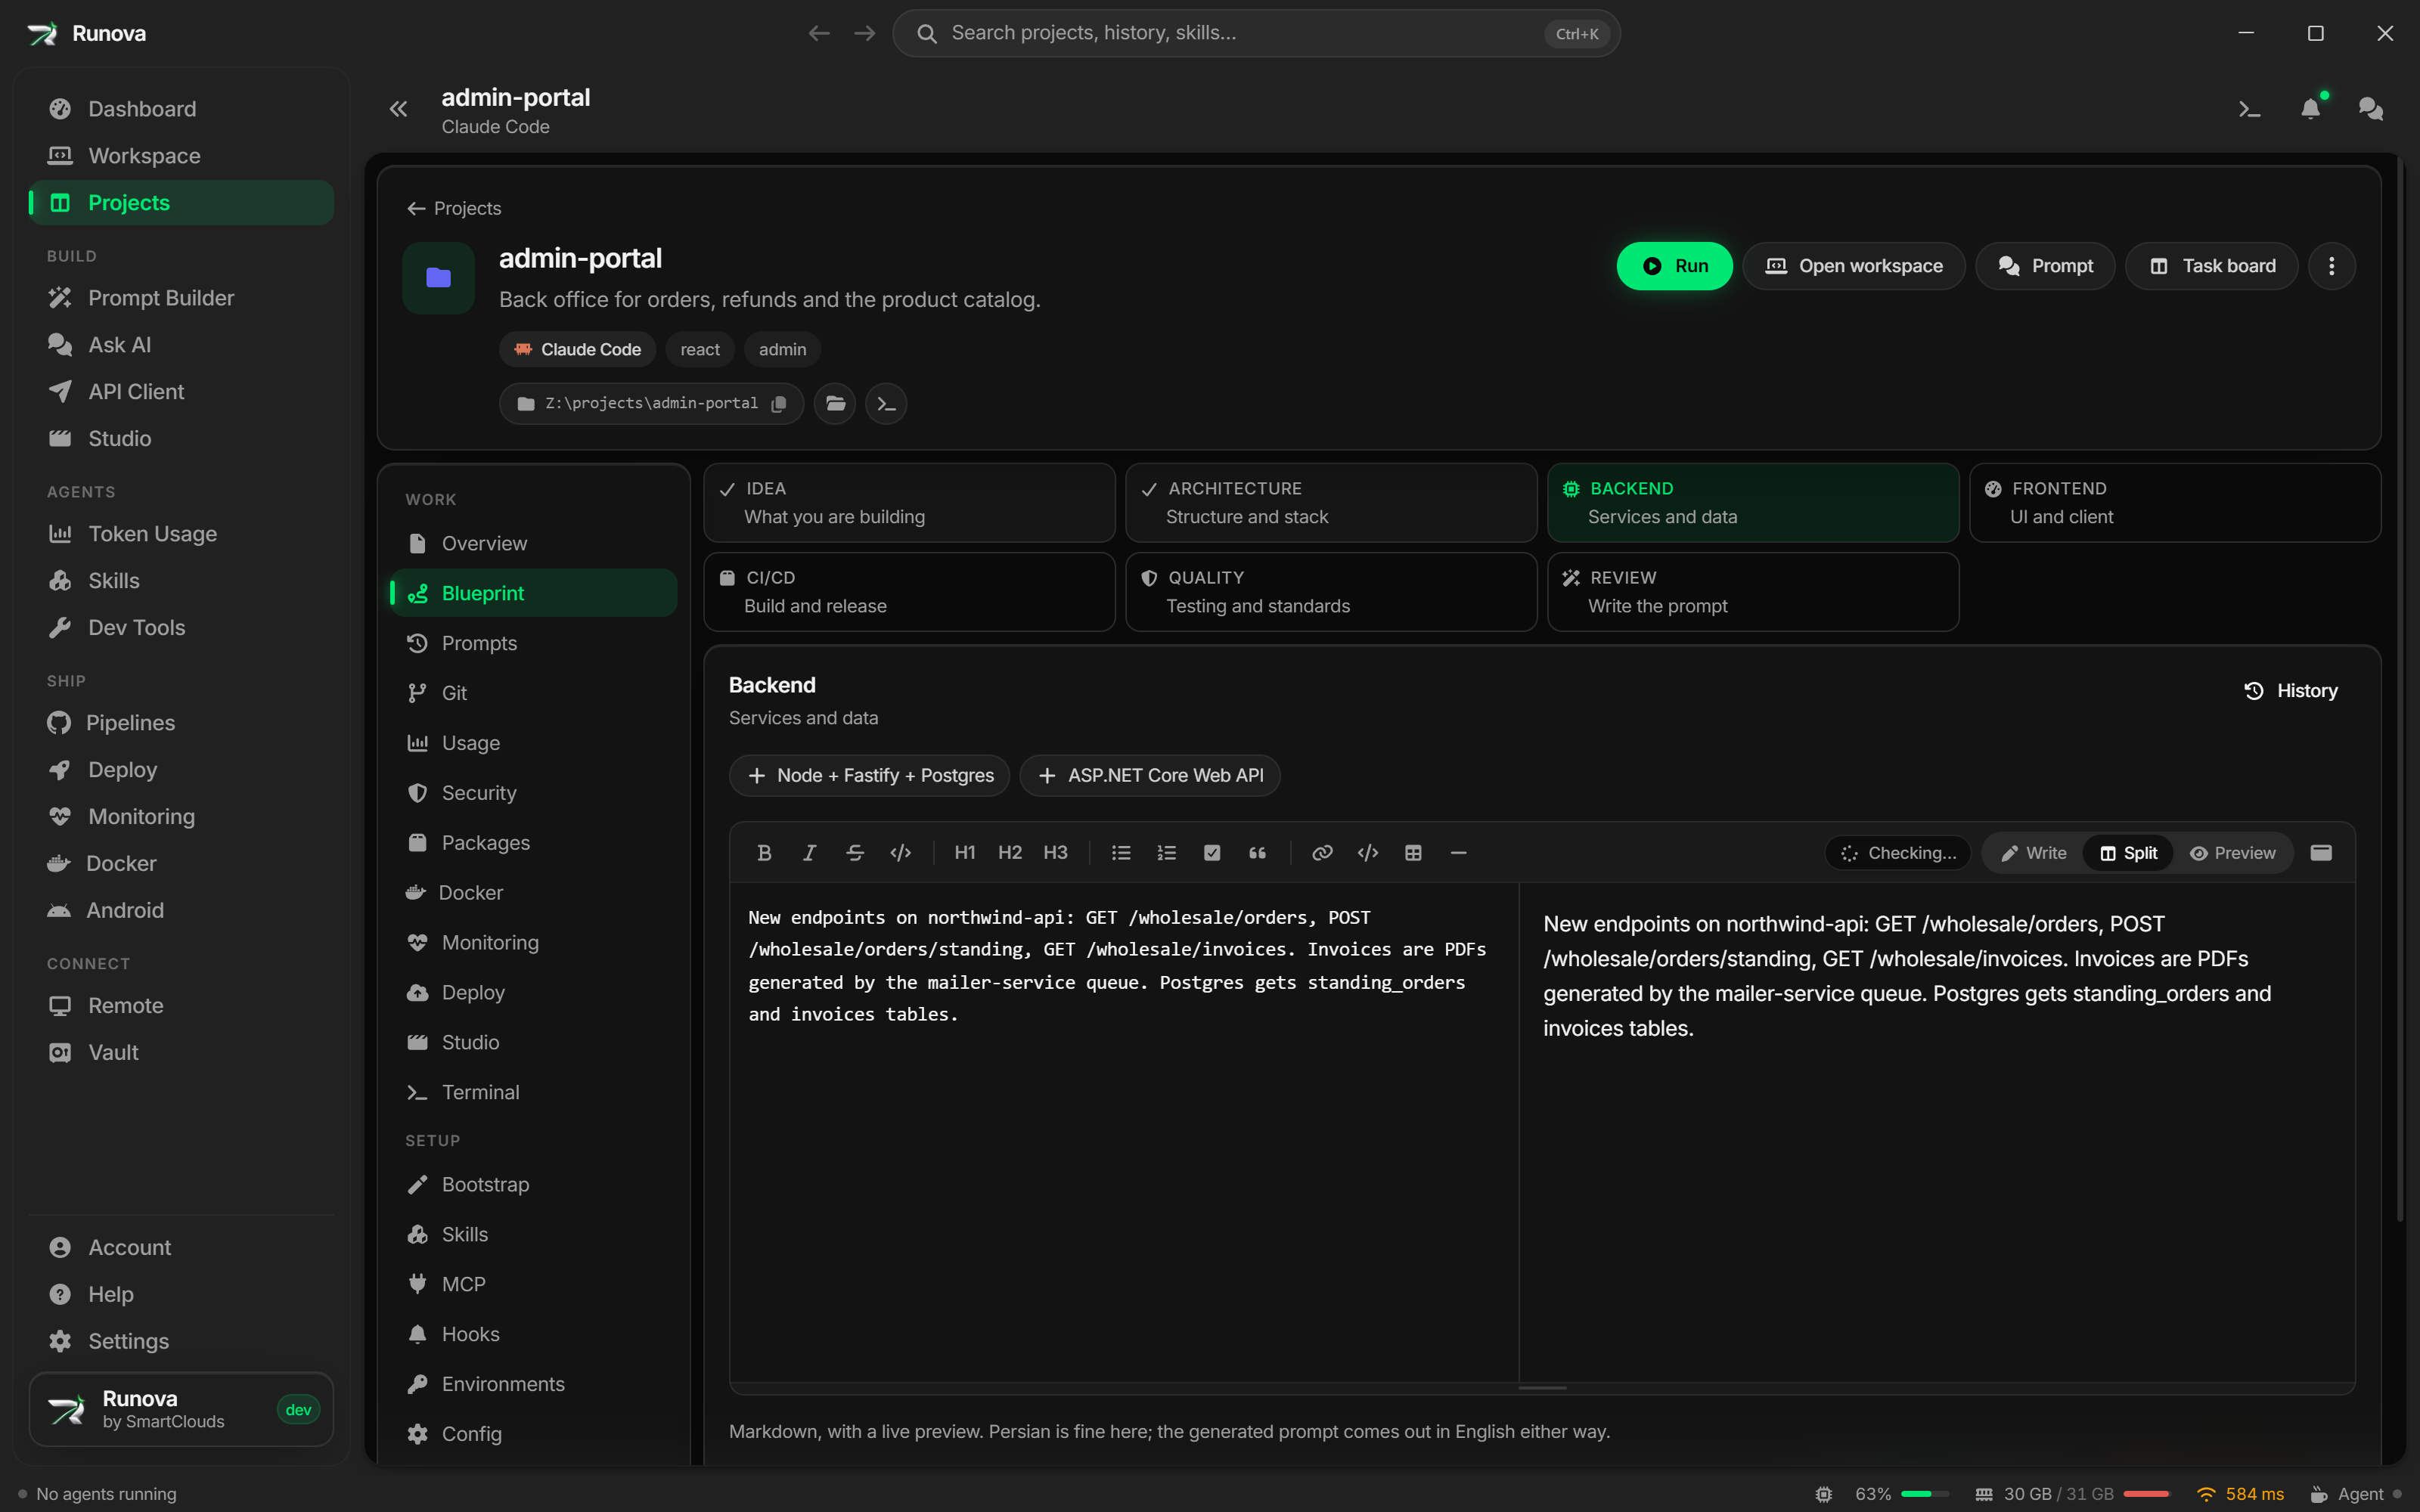 Runova
Search projects, history, skills...
Ctrl+K
Dashboard
Workspace
Projects
BUILD
Prompt Builder
Ask AI
API Client
Studio
AGENTS
Token Usage
Skills
Dev Tools
SHIP
Pipelines
Deploy
Monitoring
Docker
Android
CONNECT
Remote
Vault
Account
Help
Settings
Runova
by SmartClouds
dev
admin-portal
Claude Code
Projects
admin-portal
Back office for orders, refunds and the product catalog.
Claude Code
react
admin
Z:\projects\admin-portal
Run
Open workspace
Prompt
Task board
WORK
Overview
Blueprint
Prompts
Git
Usage
Security
Packages
Docker
Monitoring
Deploy
Studio
Terminal
SETUP
Bootstrap
Skills
MCP
Hooks
Environments
Config
IDEA
What you are building
ARCHITECTURE
Structure and stack
BACKEND
Services and data
FRONTEND
UI and client
CI/CD
Build and release
QUALITY
Testing and standards
REVIEW
Write the prompt
Backend
Services and data
History
Node + Fastify + Postgres
ASP.NET Core Web API
H1 H2 H3
Checking...
Write
Split
Preview
New endpoints on northwind-api: GET /wholesale/orders, POST
/wholesale/orders/standing, GET /wholesale/invoices. Invoices are PDFs
generated by the mailer-service queue. Postgres gets standing_orders
and invoices tables.
New endpoints on northwind-api: GET /wholesale/orders, POST
/wholesale/orders/standing, GET /wholesale/invoices. Invoices are PDFs
generated by the mailer-service queue. Postgres gets standing_orders and
invoices tables.
Markdown, with a live preview. Persian is fine here; the generated prompt comes out in English either way.
No agents running
63%
30 GB / 31 GB
584 ms
Agent